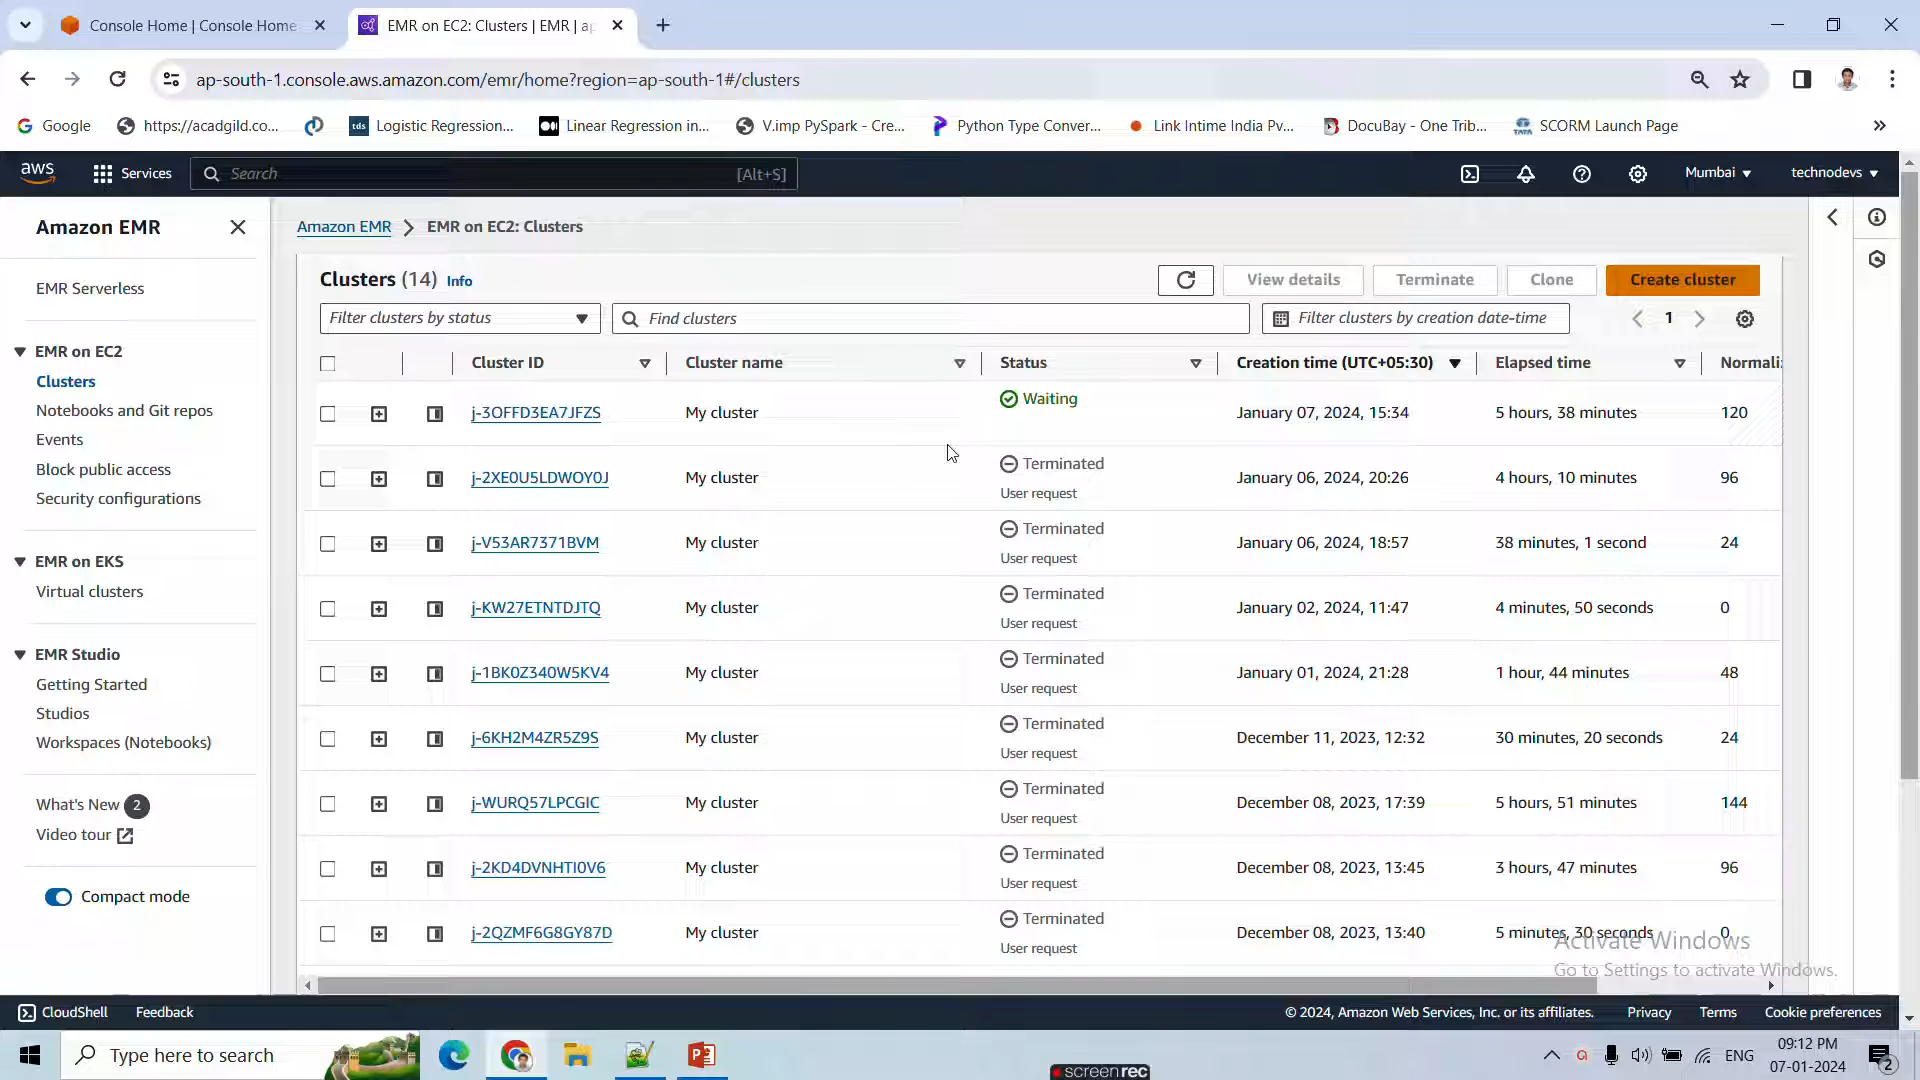 Console Home | Console Home
EMR on EC2: Clusters | EMR | ap
ap-south-1.console.aws.amazon.com/emr/home?region=ap-south-1#/clusters
Google
https://acadgild.co...
tds
Logistic Regression...
Linear Regression in...
V.imp PySpark - Cre...
Python Type Conver...
Link Intime India Pv...
DocuBay - One Trib...
TATA
SCORM Launch Page
aws
Services
Search
[Alt+S]
Mumbai
technodevs
Amazon EMR
EMR Serverless
EMR on EC2
Clusters
Notebooks and Git repos
Events
Block public access
Security configurations
EMR on EKS
Virtual clusters
EMR Studio
Getting Started
Studios
Workspaces (Notebooks)
What's New 2
Video tour
Compact mode
Amazon EMR > EMR on EC2: Clusters
Clusters (14) Info
View details
Terminate
Clone
Create cluster
Filter clusters by status
Find clusters
Filter clusters by creation date-time
1
Cluster ID Cluster name Status Creation time (UTC+05:30) Elapsed time Normali
j-3OFFD3EA7JFZS My cluster Waiting January 07, 2024, 15:34 5 hours, 38 minutes 120
j-2XE0U5LDWOY0J My cluster Terminated January 06, 2024, 20:26 4 hours, 10 minutes 96
User request
j-V53AR7371BVM My cluster Terminated January 06, 2024, 18:57 38 minutes, 1 second 24
User request
j-KW27ETNTDJTQ My cluster Terminated January 02, 2024, 11:47 4 minutes, 50 seconds 0
User request
j-1BK0Z340W5KV4 My cluster Terminated January 01, 2024, 21:28 1 hour, 44 minutes 48
User request
j-6KH2M4ZR5Z9S My cluster Terminated December 11, 2023, 12:32 30 minutes, 20 seconds 24
User request
j-WURQ57LPCGIC My cluster Terminated December 08, 2023, 17:39 5 hours, 51 minutes 144
User request
j-2KD4DVNHTI0V6 My cluster Terminated December 08, 2023, 13:45 3 hours, 47 minutes 96
User request
j-2QZMF6G8GY87D My cluster Terminated December 08, 2023, 13:40 5 minutes, 30 seconds 0
User request
Activate Windows
Go to Settings to activate Windows.
CloudShell
Feedback
© 2024, Amazon Web Services, Inc. or its affiliates.
Privacy
Terms
Cookie preferences
Type here to search
screenrec
ENG
09:12 PM
07-01-2024
2